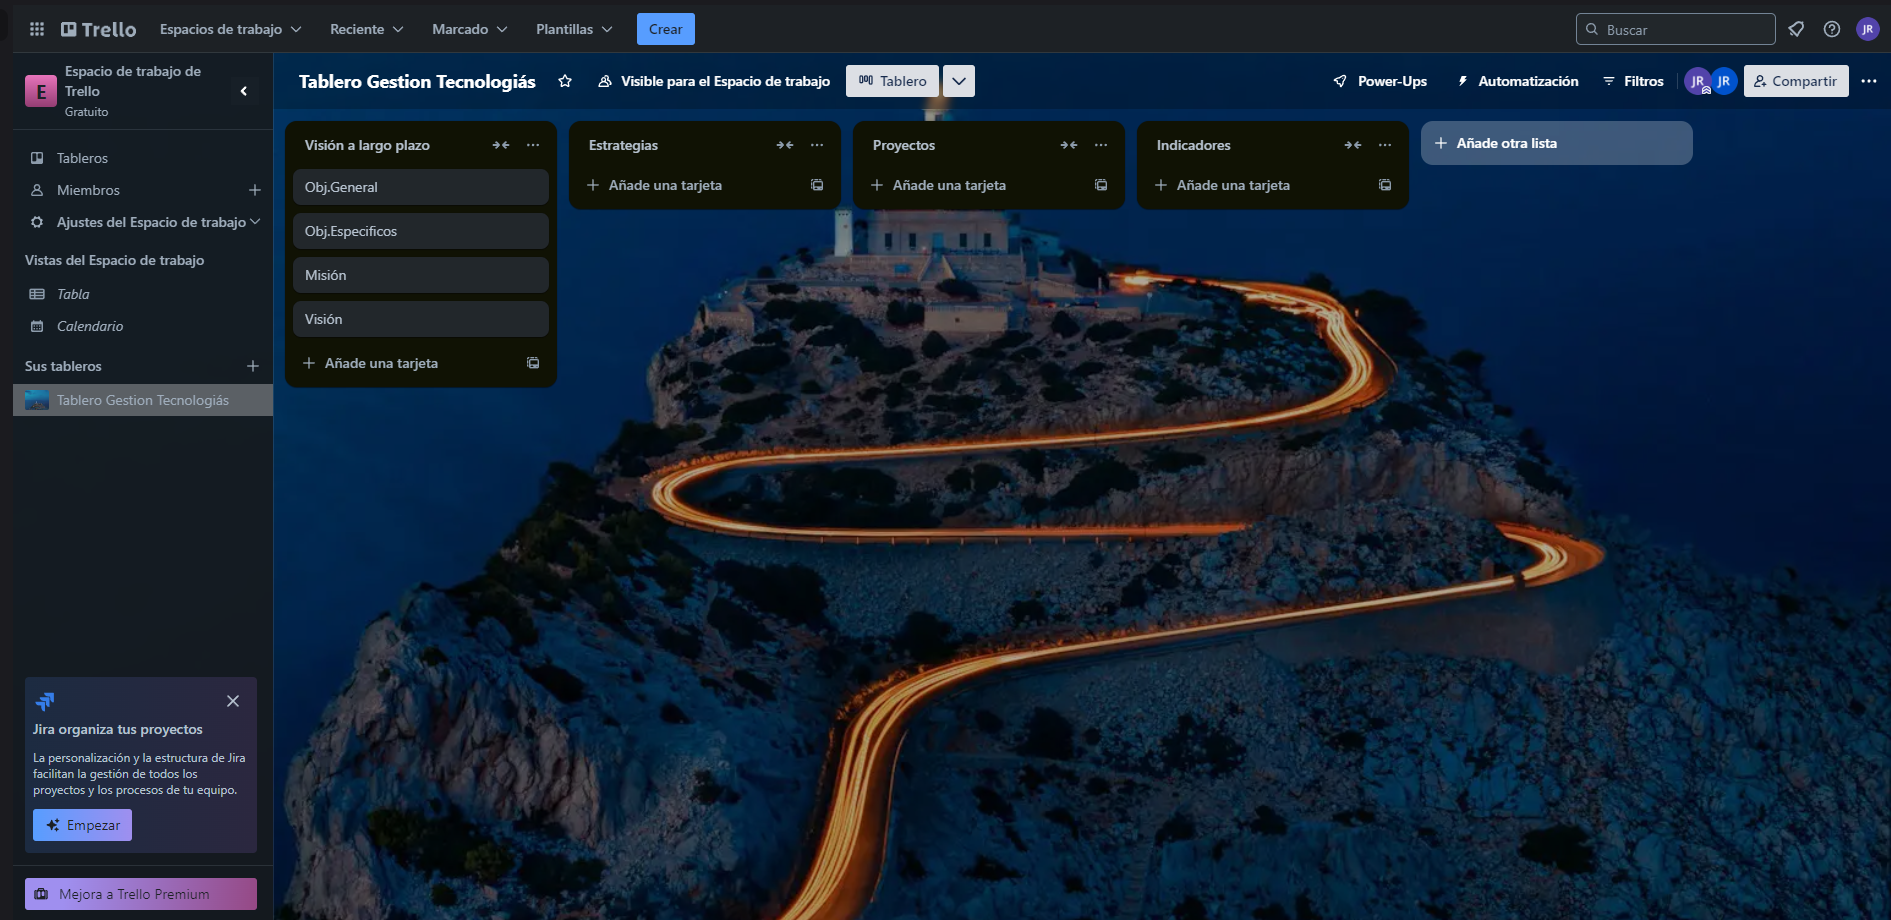 Trello
Espacios de trabajo
Reciente
Marcado
Plantillas
Crear
Buscar
JR
E
Espacio de trabajo de
Trello
Gratuito
Tableros
Miembros
Ajustes del Espacio de trabajo
Vistas del Espacio de trabajo
Tabla
Calendario
Sus tableros
Tablero Gestion Tecnologiás
Jira organiza tus proyectos
La personalización y la estructura de Jira
facilitan la gestión de todos los
proyectos y los procesos de tu equipo.
Empezar
Mejora a Trello Premium
Tablero Gestion Tecnologiás
Visible para el Espacio de trabajo
Tablero
Power-Ups
Automatización
Filtros
JR
JR
Compartir
Visión a largo plazo
Obj.General
Obj.Especificos
Misión
Visión
Añade una tarjeta
Estrategias
Añade una tarjeta
Proyectos
Añade una tarjeta
Indicadores
Añade una tarjeta
Añade otra lista